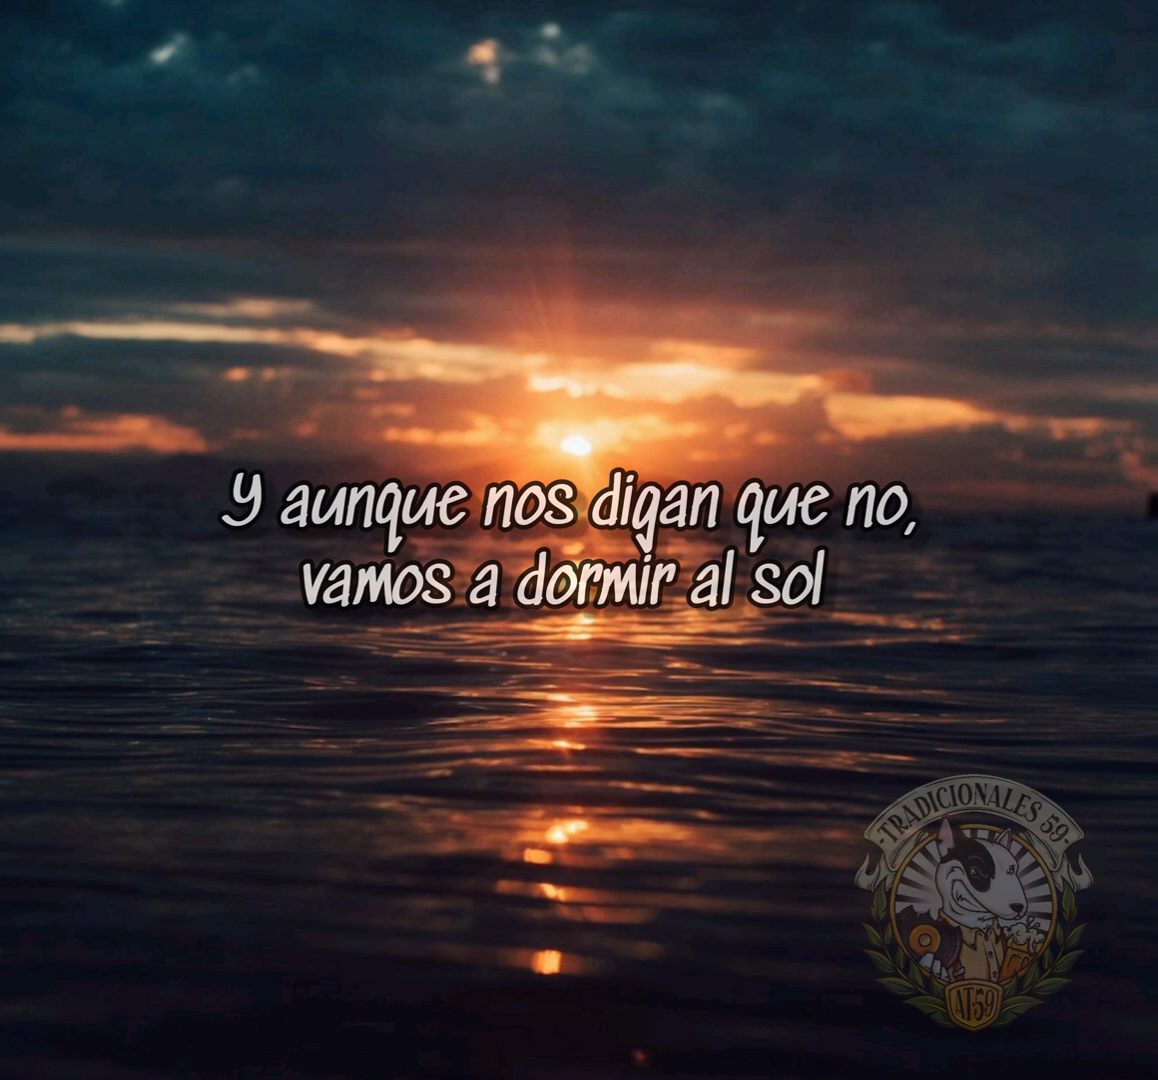 Y aunque nos digan que no,
vamos a dormir al sol
-TRADICIONALES 59-
AT59